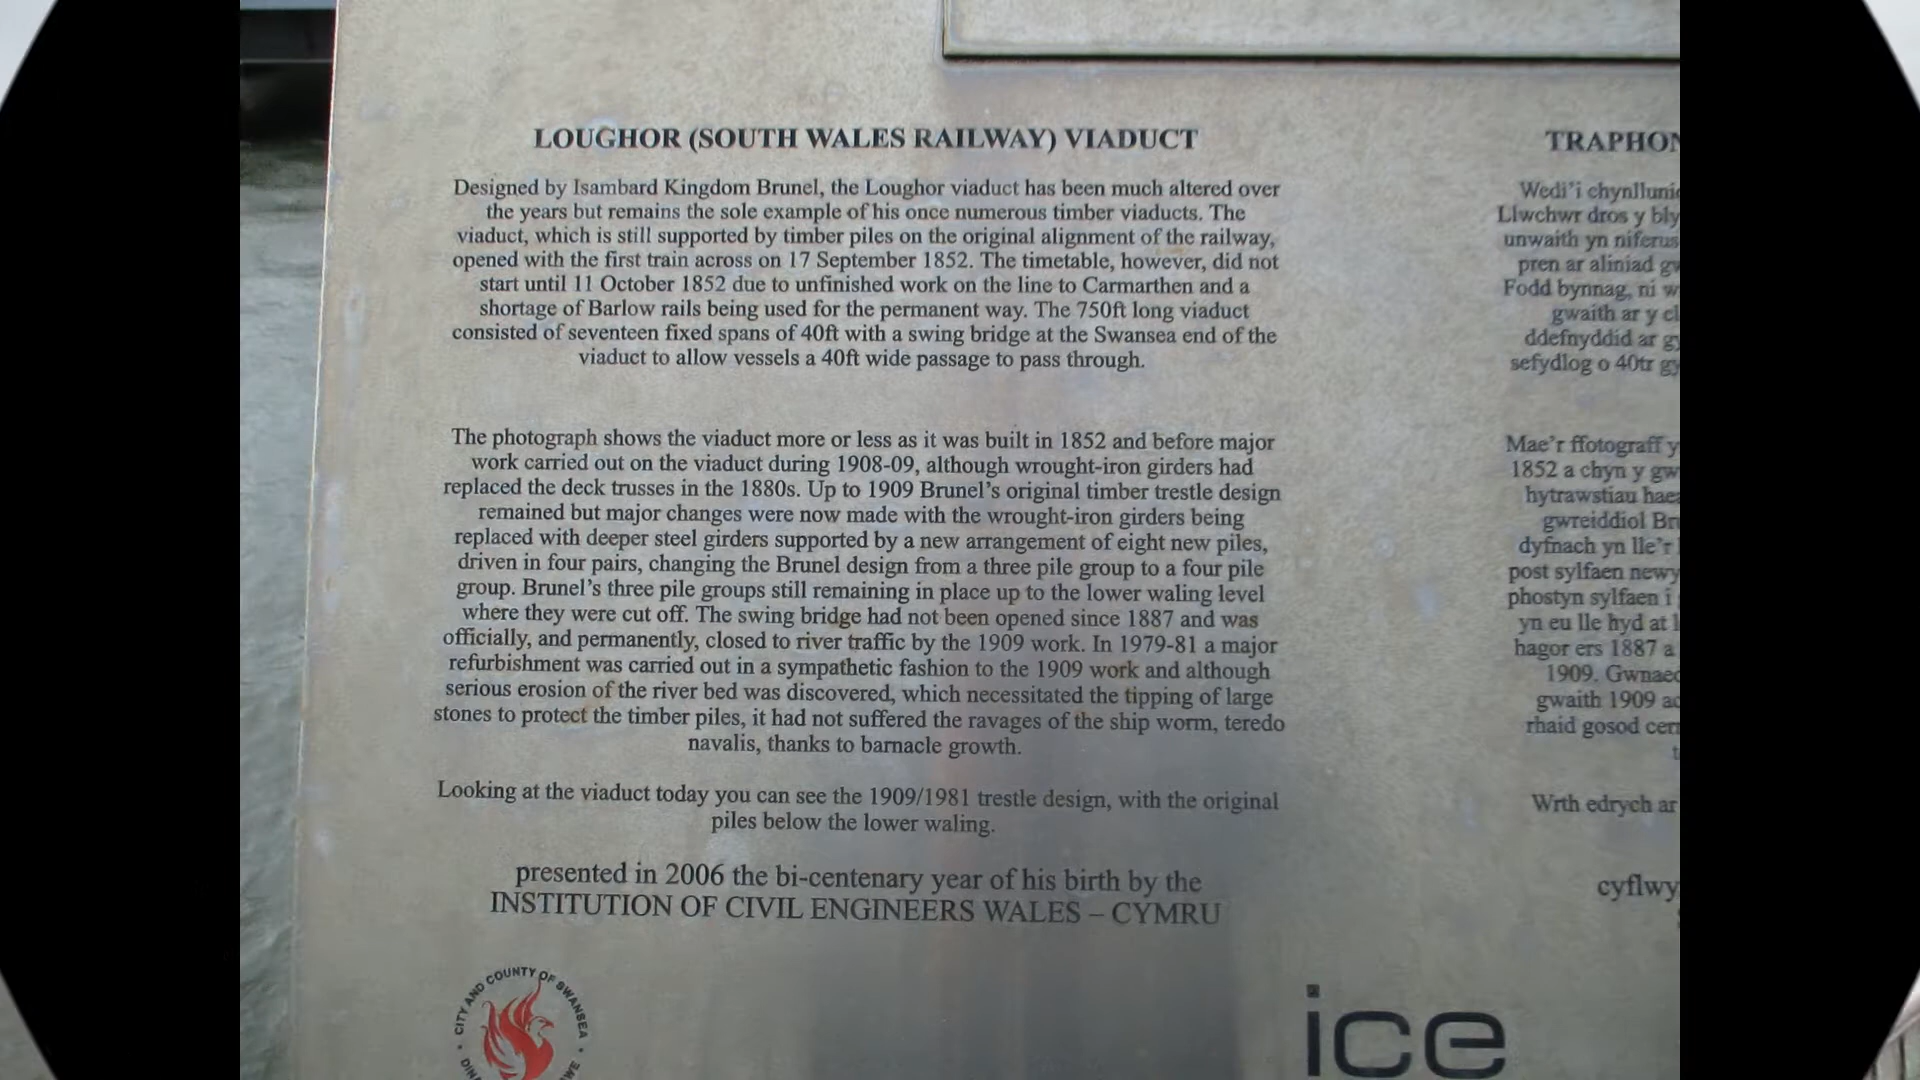 LOUGHOR (SOUTH WALES RAILWAY) VIADUCT
Designed by Isambard Kingdom Brunel, the Loughor viaduct has been much altered over
the years but remains the sole example of his once numerous timber viaducts. The
viaduct, which is still supported by timber piles on the original alignment of the railway,
opened with the first train across on 17 September 1852. The timetable, however, did not
start until 11 October 1852 due to unfinished work on the line to Carmarthen and a
shortage of Barlow rails being used for the permanent way. The 750ft long viaduct
consisted of seventeen fixed spans of 40ft with a swing bridge at the Swansea end of the
viaduct to allow vessels a 40ft wide passage to pass through.
The photograph shows the viaduct more or less as it was built in 1852 and before major
work carried out on the viaduct during 1908-09, although wrought-iron girders had
replaced the deck trusses in the 1880s. Up to 1909 Brunel's original timber trestle design
remained but major changes were now made with the wrought-iron girders being
replaced with deeper steel girders supported by a new arrangement of eight new piles,
driven in four pairs, changing the Brunel design from a three pile group to a four pile
group. Brunel's three pile groups still remaining in place up to the lower waling level
where they were cut off. The swing bridge had not been opened since 1887 and was
officially, and permanently, closed to river traffic by the 1909 work. In 1979-81 a major
refurbishment was carried out in a sympathetic fashion to the 1909 work and although
serious erosion of the river bed was discovered, which necessitated the tipping of large
stones to protect the timber piles, it had not suffered the ravages of the ship worm, teredo
navalis, thanks to barnacle growth.
Looking at the viaduct today you can see the 1909/1981 trestle design, with the original
piles below the lower waling.
presented in 2006 the bi-centenary year of his birth by the
INSTITUTION OF CIVIL ENGINEERS WALES – CYMRU
CITY AND COUNTY OF SWANSEA
ice
Wedi'i
Llwchwr dros y
unwaith yn niferus
pren ar aliniad
Fodd bynnag, ni
gwaith ar y
ddefnyddid ar
sefydlog o 40tr
Mae'r ffotograff y
1852 a chyn y
hytrawstiau
gwreiddiol
dyfnach yn lle'r
post sylfaen
phostyn sylfaen i
yn eu lle hyd at
hagor ers 1887 a
1909.
gwaith 1909
rhaid gosod
Wrth edrych ar